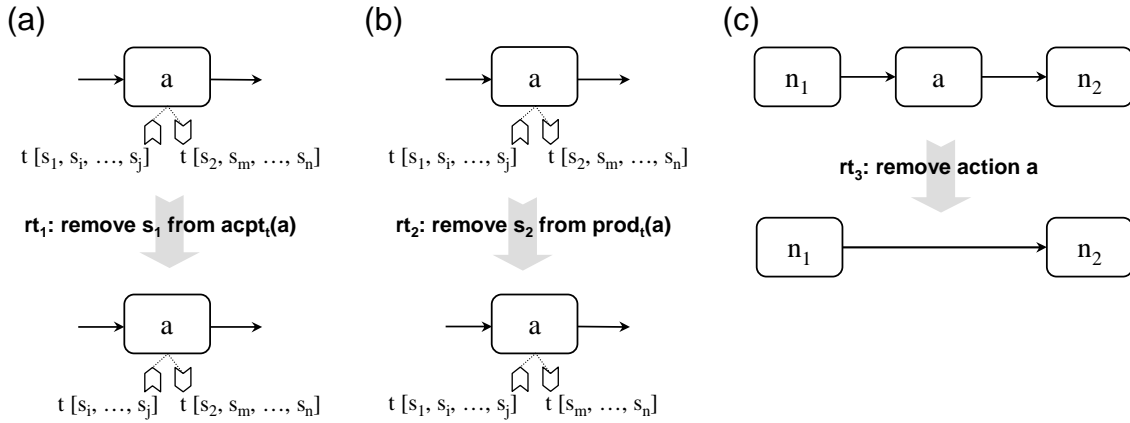 (a)
a
t [s₁, sᵢ, …, sⱼ] t [s₂, sₘ, …, sₙ]
rt₁: remove s₁ from acptₜ(a)
a
t [sᵢ, …, sⱼ] t [s₂, sₘ, …, sₙ]
(b)
a
t [s₁, sᵢ, …, sⱼ] t [s₂, sₘ, …, sₙ]
rt₂: remove s₂ from prodₜ(a)
a
t [s₁, sᵢ, …, sⱼ] t [sₘ, …, sₙ]
(c)
n₁ a n₂
rt₃: remove action a
n₁ n₂